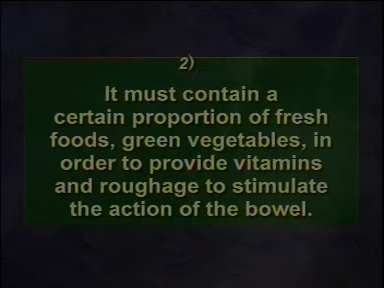 2)
It must contain a
certain proportion of fresh
foods, green vegetables, in
order to provide vitamins
and roughage to stimulate
the action of the bowel.